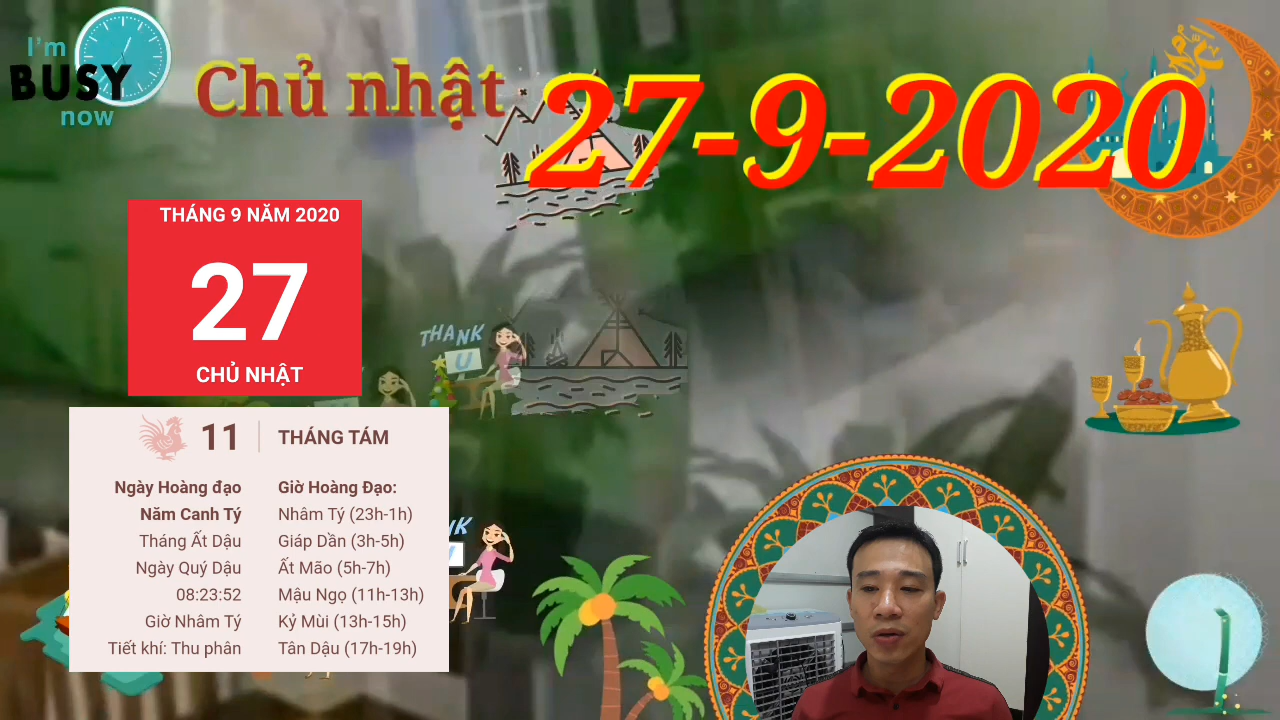 I'm
BUSY
now
Chủ nhật
27-9-2020
THÁNG 9 NĂM 2020
27
CHỦ NHẬT
THANK
U
11
THÁNG TÁM
Ngày Hoàng đạo
Năm Canh Tý
Tháng Ất Dậu
Ngày Quý Dậu
08:23:52
Giờ Nhâm Tý
Tiết khí: Thu phân
Giờ Hoàng Đạo:
Nhâm Tý (23h-1h)
Giáp Dần (3h-5h)
Ất Mão (5h-7h)
Mậu Ngọ (11h-13h)
Kỷ Mùi (13h-15h)
Tân Dậu (17h-19h)